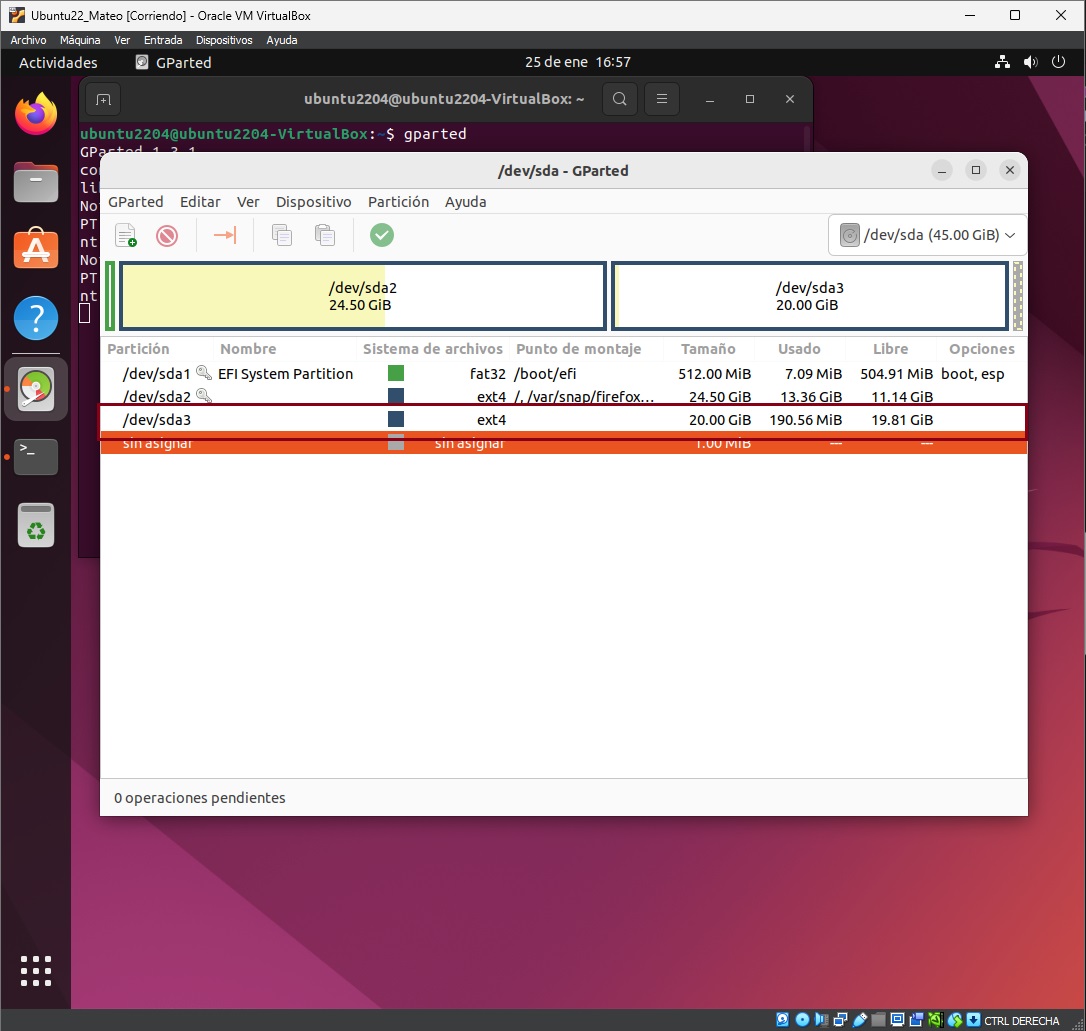 Ubuntu22_Mateo [Corriendo] - Oracle VM VirtualBox
Archivo Máquina Ver Entrada Dispositivos Ayuda
Actividades GParted 25 de ene 16:57
ubuntu2204@ubuntu2204-VirtualBox: ~
ubuntu2204@ubuntu2204-VirtualBox:~$ gparted
GParted 1.3.1
co
li
No
PT
nt
No
PT
nt
/dev/sda - GParted
GParted Editar Ver Dispositivo Partición Ayuda
/dev/sda (45.00 GiB)
/dev/sda2
24.50 GiB
/dev/sda3
20.00 GiB
Partición Nombre Sistema de archivos Punto de montaje Tamaño Usado Libre Opciones
/dev/sda1 EFI System Partition fat32 /boot/efi 512.00 MiB 7.09 MiB 504.91 MiB boot, esp
/dev/sda2 ext4 /, /var/snap/firefox... 24.50 GiB 13.36 GiB 11.14 GiB
/dev/sda3 ext4 20.00 GiB 190.56 MiB 19.81 GiB
sin asignar sin asignar 1.00 MiB --- ---
0 operaciones pendientes
CTRL DERECHA